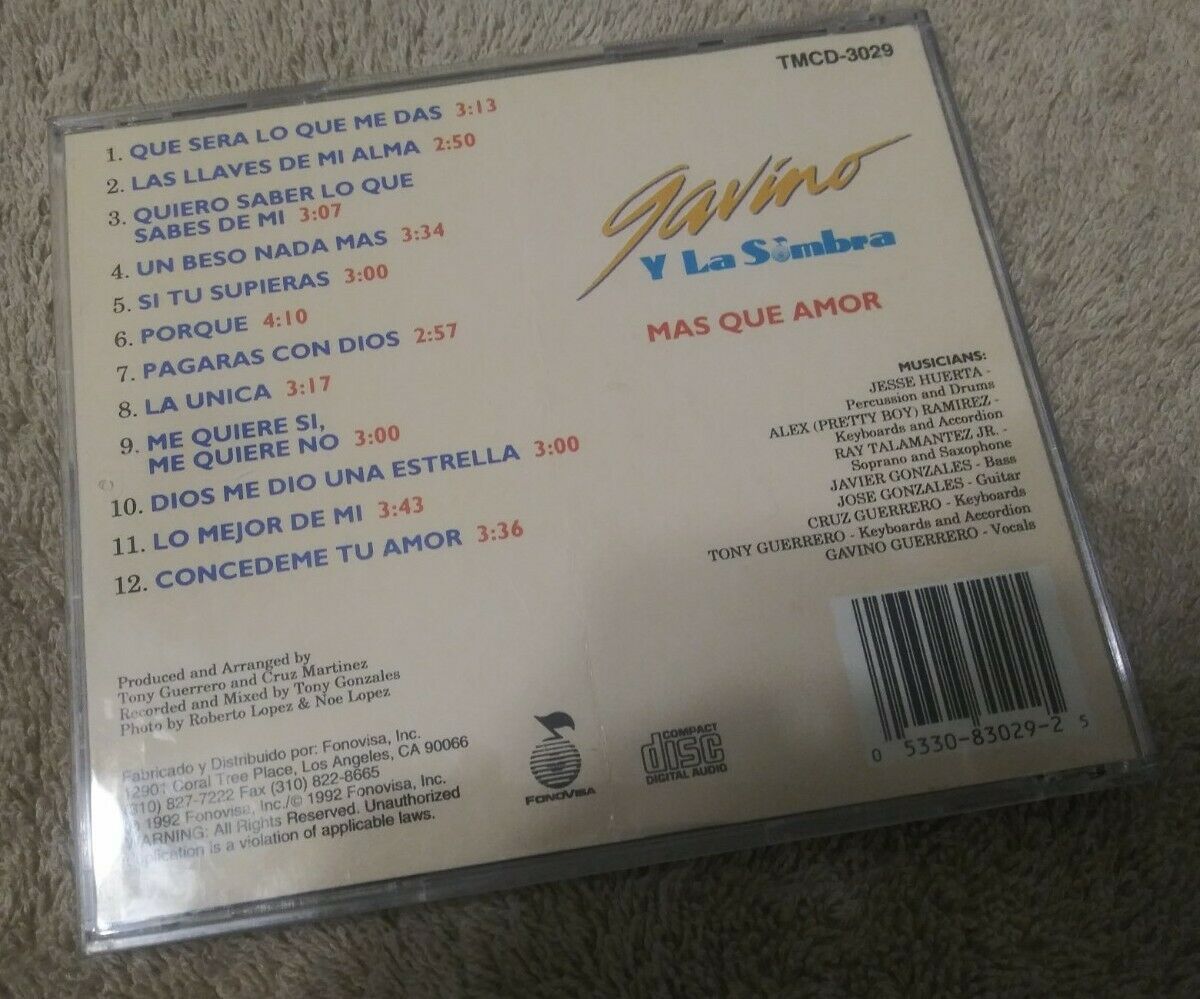 TMCD-3029
1. QUE SERA LO QUE ME DAS 3:13
2. LAS LLAVES DE MI ALMA 2:50
3. QUIERO SABER LO QUE
SABES DE MI 3:07
4. UN BESO NADA MAS 3:34
5. SI TU SUPIERAS 3:00
6. PORQUE 4:10
7. PAGARAS CON DIOS 2:57
8. LA UNICA 3:17
9. ME QUIERE SI,
ME QUIERE NO 3:00
10. DIOS ME DIO UNA ESTRELLA 3:00
11. LO MEJOR DE MI 3:43
12. CONCEDEME TU AMOR 3:36
Gavino
Y La Sombra
MAS QUE AMOR
MUSICIANS:
JESSE HUERTA -
Percussion and Drums
ALEX (PRETTY BOY) RAMIREZ -
Keyboards and Accordion
RAY TALAMANTEZ JR. -
Soprano and Saxophone
JAVIER GONZALES - Bass
JOSE GONZALES - Guitar
CRUZ GUERRERO - Keyboards
TONY GUERRERO - Keyboards and Accordion
GAVINO GUERRERO - Vocals
Produced and Arranged by
Tony Guerrero and Cruz Martinez
Recorded and Mixed by Tony Gonzales
Photo by Roberto Lopez & Noe Lopez
Fabricado y Distribuido por: Fonovisa, Inc.
12901 Coral Tree Place, Los Angeles, CA 90066
(310) 827-7222 Fax (310) 822-8665
1992 Fonovisa, Inc./© 1992 Fonovisa, Inc.
WARNING: All Rights Reserved. Unauthorized
duplication is a violation of applicable laws.
FONOVISA
COMPACT
disc
DIGITAL AUDIO
0 5330-83029-2 5